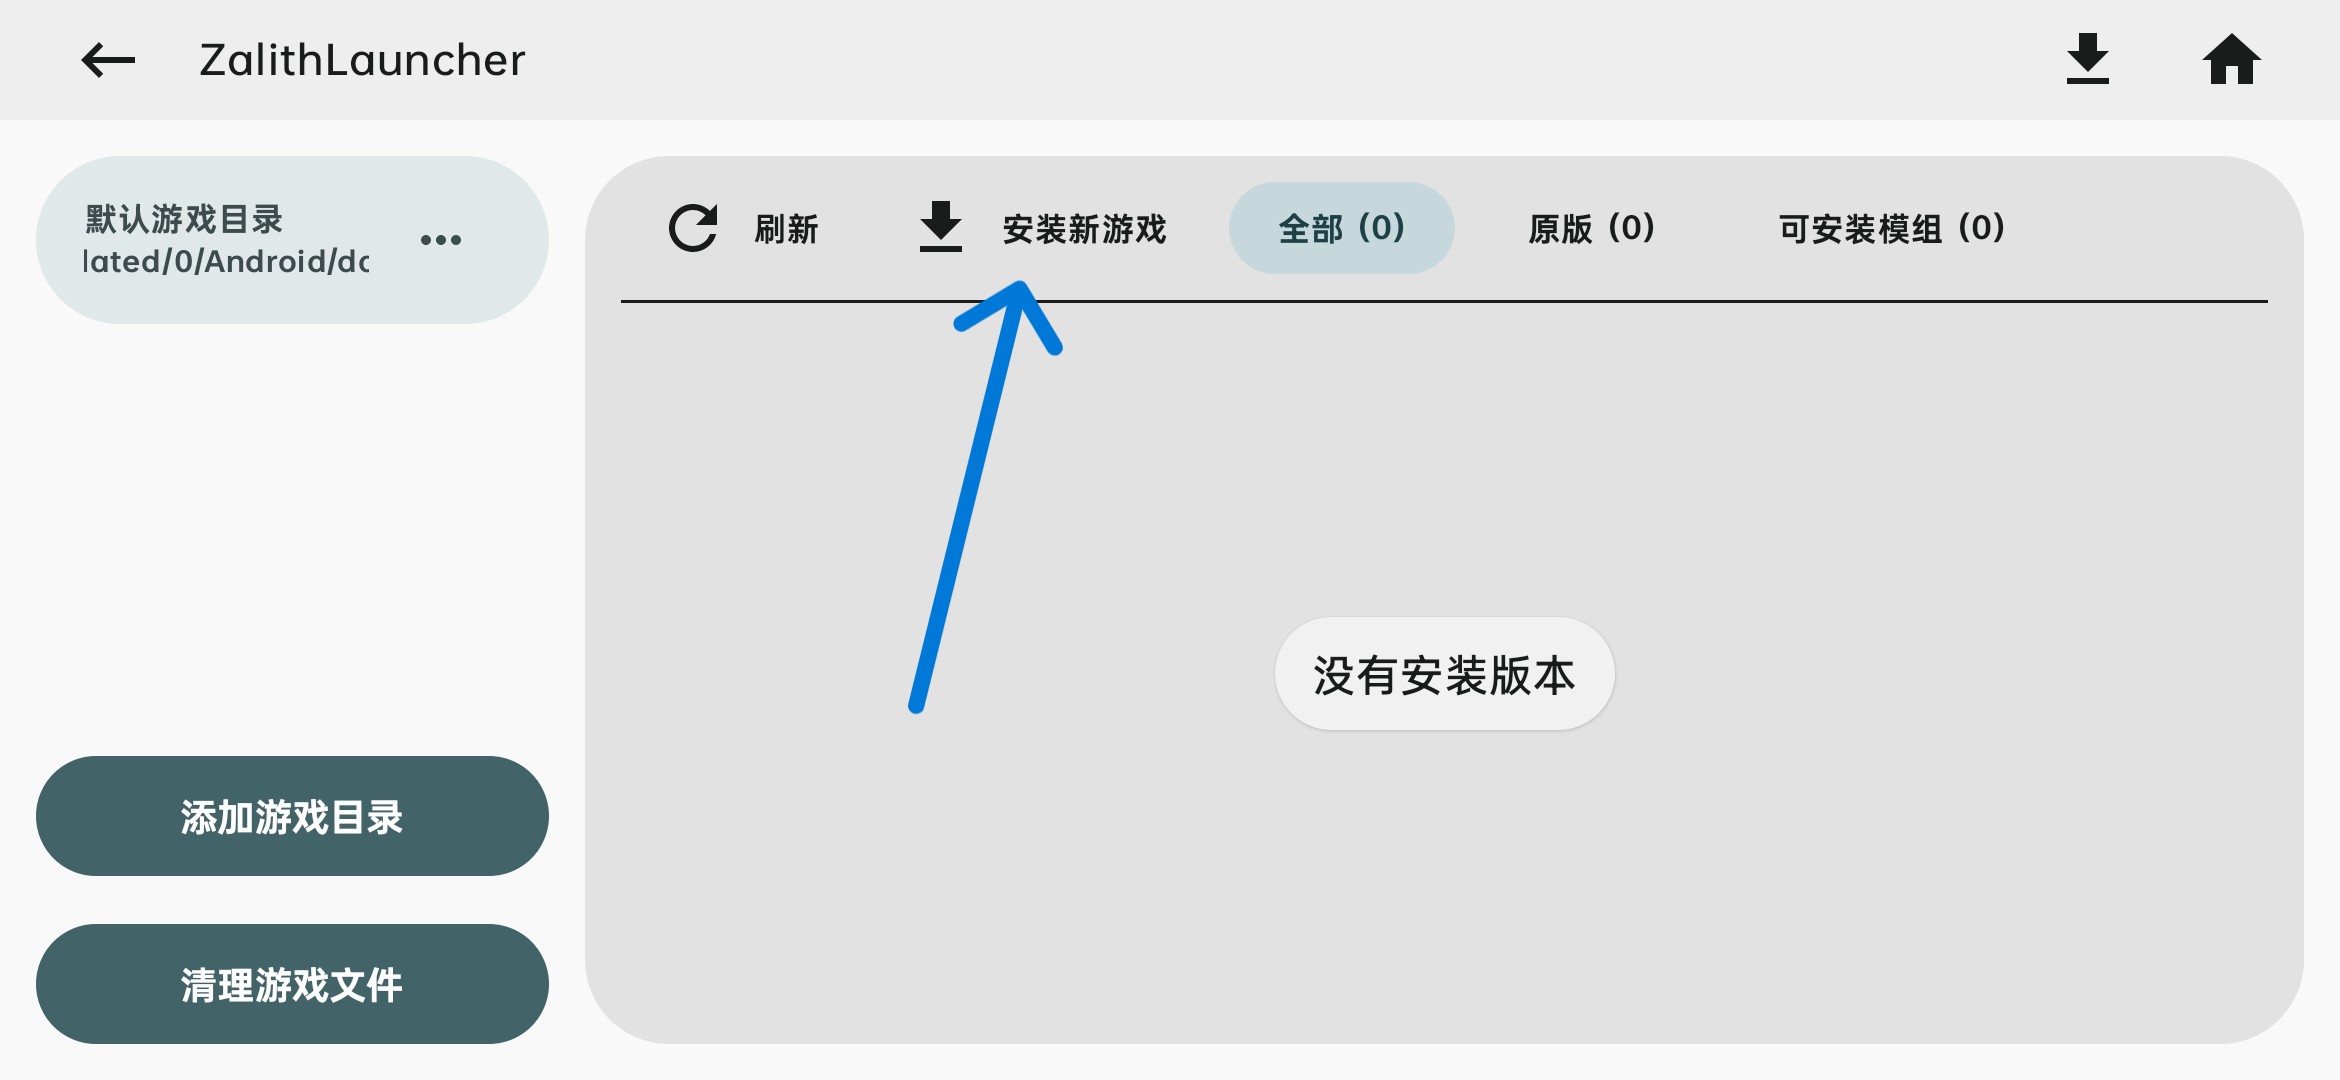 ZalithLauncher
默认游戏目录
lated/0/Android/dc
刷新
安装新游戏
全部 (0)
原版 (0)
可安装模组 (0)
没有安装版本
添加游戏目录
清理游戏文件